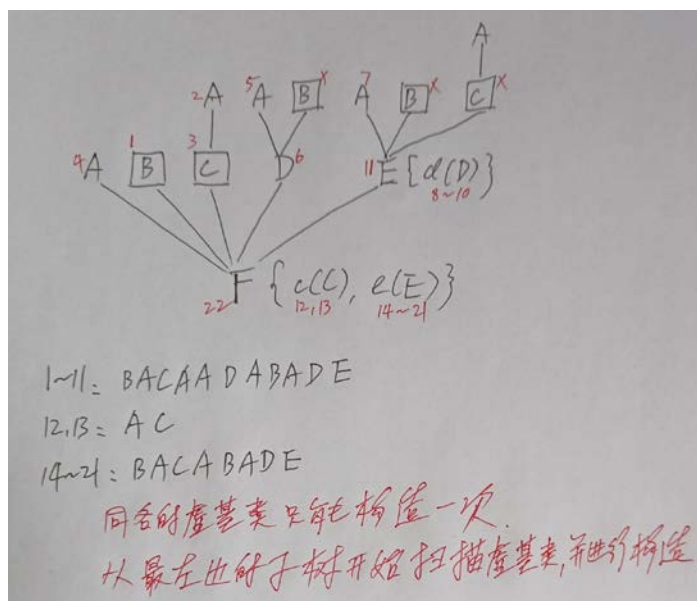 A
2A 5A B x 7A B x C x
4A 1 B 3 C D6 11E {d(D)}
8~10
22F {c(C), e(E)}
12,13 14~21
1~11: BACAADABADE
12,13: AC
14~21: BACABADE
同名的虚基类只能构造一次.
从最左边的子树开始扫描虚基类,并进行构造